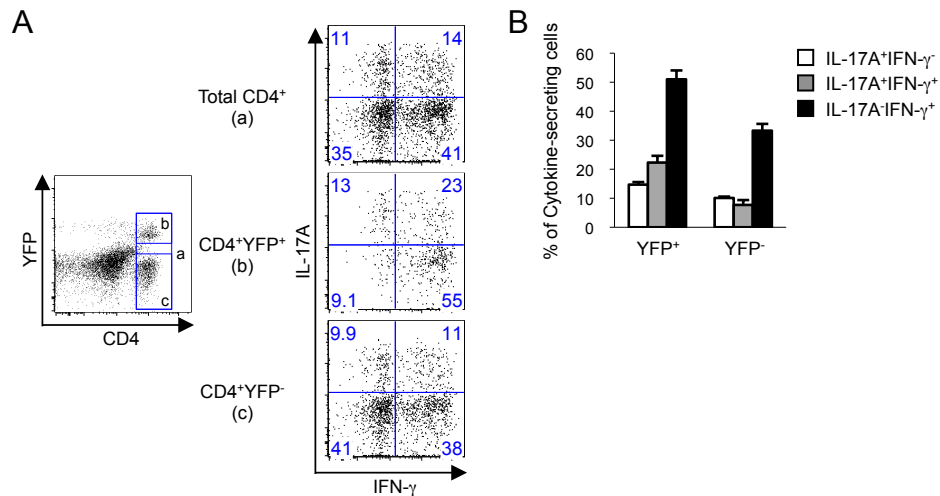 A
YFP
CD4
b
a
c
IL-17A
Total CD4⁺
(a)
11 14
35 41
CD4⁺YFP⁺
(b)
13 23
9.1 55
CD4⁺YFP⁻
(c)
9.9 11
41 38
IFN-γ
B
% of Cytokine-secreting cells
60
50
40
30
20
10
0
YFP⁺ YFP⁻
IL-17A⁺IFN-γ⁻
IL-17A⁺IFN-γ⁺
IL-17A⁻IFN-γ⁺